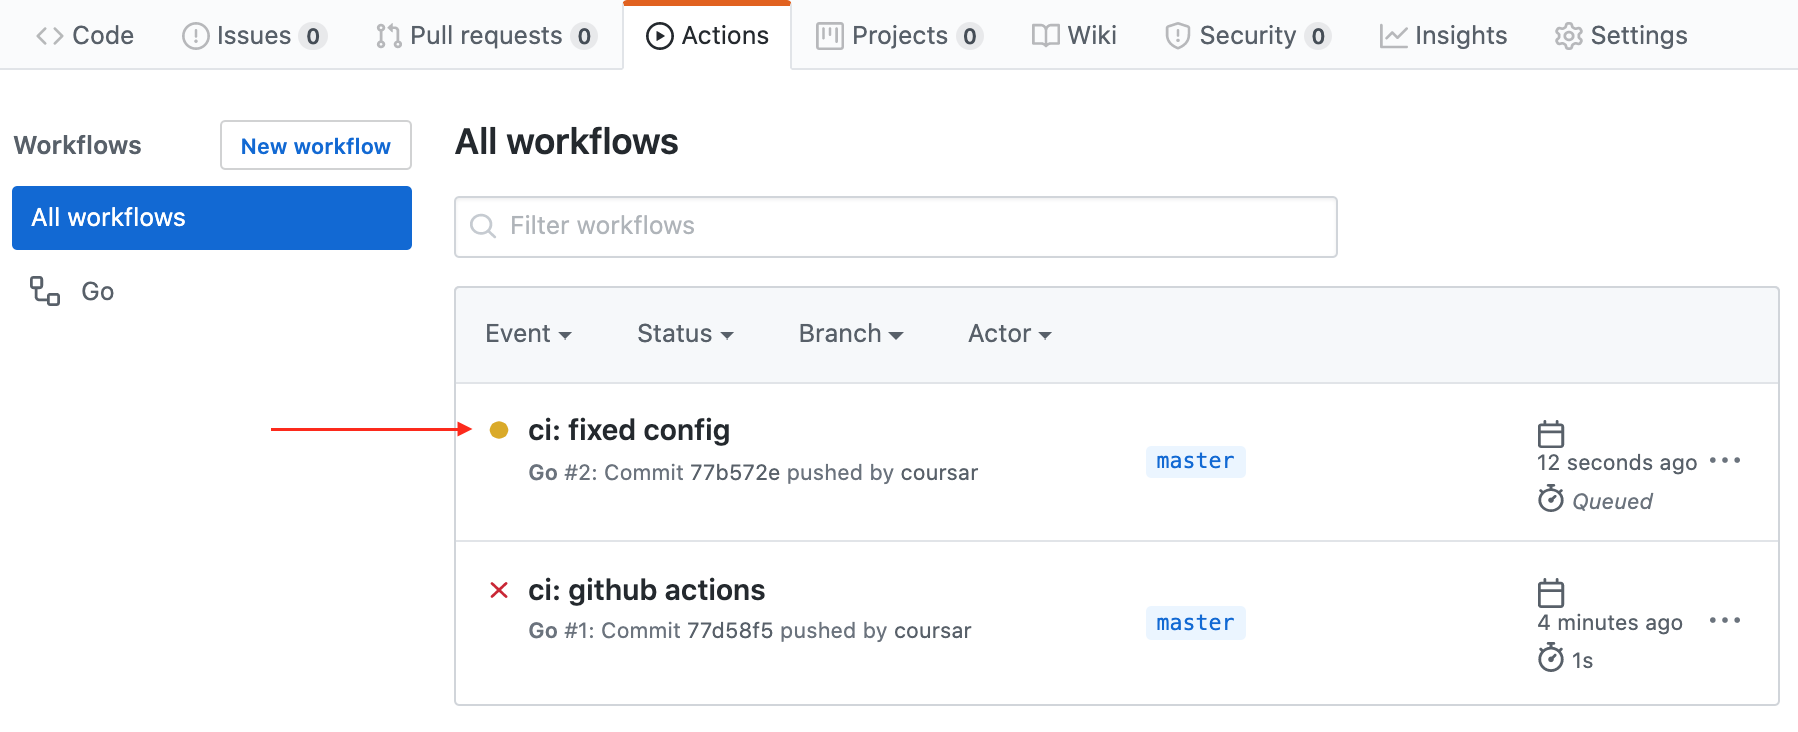 Code Issues 0 Pull requests 0 Actions Projects 0 Wiki Security 0 Insights Settings
Workflows
New workflow
All workflows
Go
All workflows
Filter workflows
Event Status Branch Actor
ci: fixed config
Go #2: Commit 77b572e pushed by coursar
master
12 seconds ago
Queued
ci: github actions
Go #1: Commit 77d58f5 pushed by coursar
master
4 minutes ago
1s